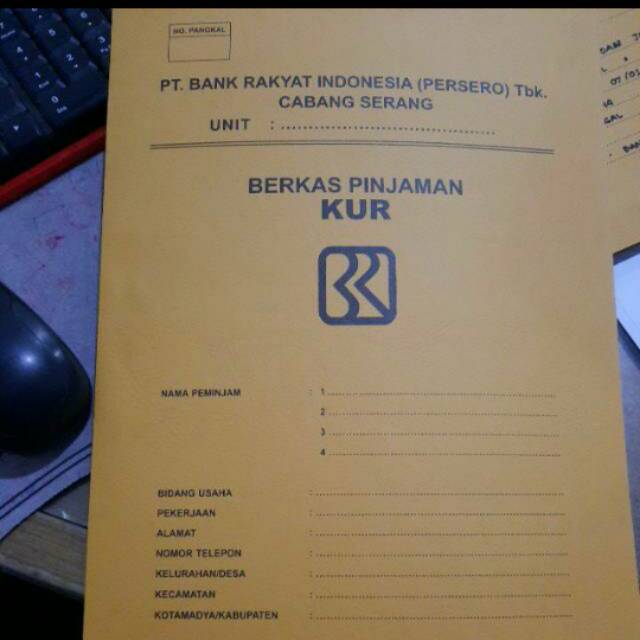 NO. PANGKAL
PT. BANK RAKYAT INDONESIA (PERSERO) Tbk.
CABANG SERANG
UNIT :
BERKAS PINJAMAN
KUR
NAMA PEMINJAM : 1
2
3
4
BIDANG USAHA :
PEKERJAAN :
ALAMAT :
NOMOR TELEPON :
KELURAHAN/DESA :
KECAMATAN :
KOTAMADYA/KABUPATEN :